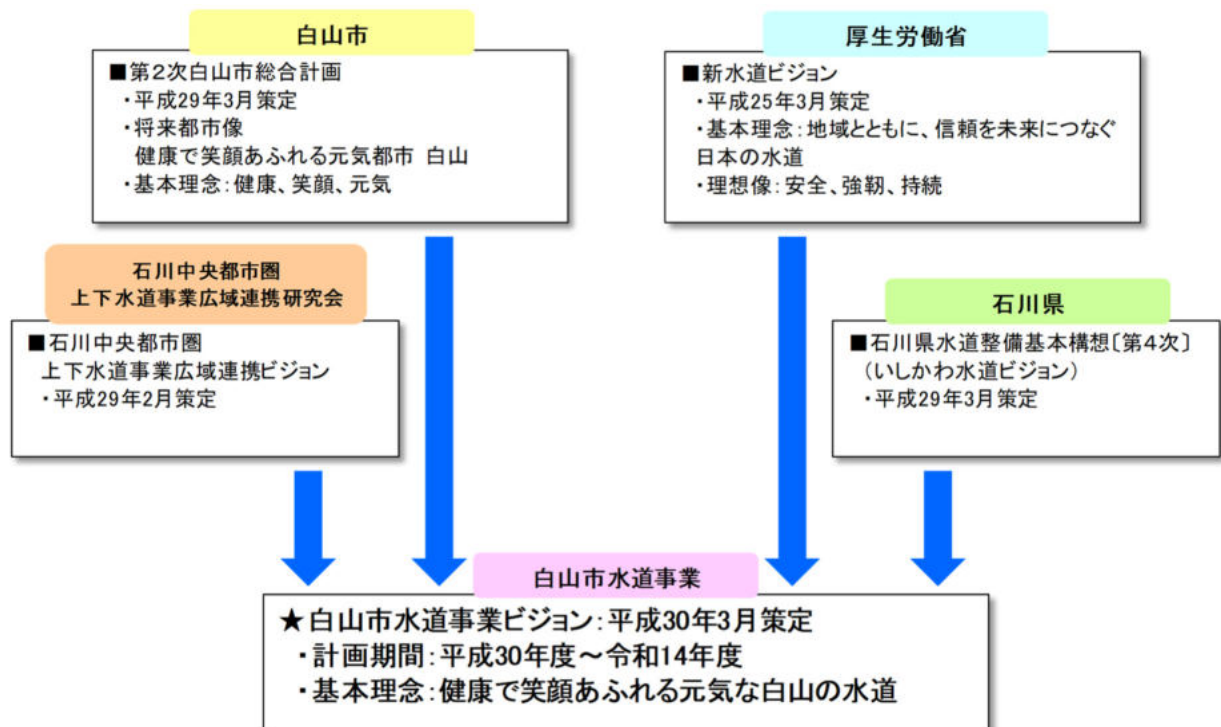 白山市
■第2次白山市総合計画
・平成29年3月策定
・将来都市像
健康で笑顔あふれる元気都市 白山
・基本理念:健康、笑顔、元気
厚生労働省
■新水道ビジョン
・平成25年3月策定
・基本理念:地域とともに、信頼を未来につなぐ
日本の水道
・理想像:安全、強靭、持続
石川中央都市圏
上下水道事業広域連携研究会
■石川中央都市圏
上下水道事業広域連携ビジョン
・平成29年2月策定
石川県
■石川県水道整備基本構想〔第4次〕
(いしかわ水道ビジョン)
・平成29年3月策定
白山市水道事業
★白山市水道事業ビジョン:平成30年3月策定
・計画期間:平成30年度～令和14年度
・基本理念:健康で笑顔あふれる元気な白山の水道